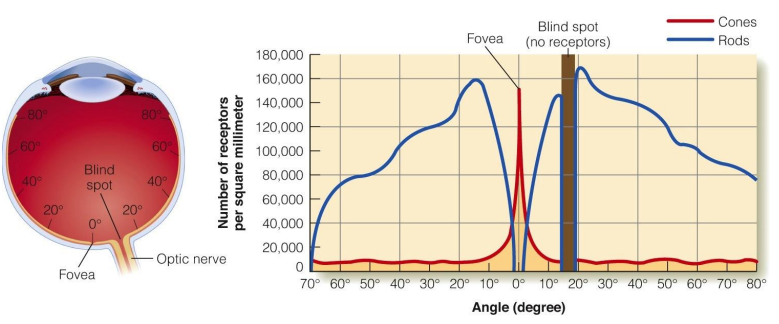 80°
80°
60°
60°
40°
40°
Blind
spot
20°
20°
0°
Fovea
Optic nerve
Cones
Rods
Fovea
Blind spot
(no receptors)
Number of receptors
per square millimeter
180,000
160,000
140,000
120,000
100,000
80,000
60,000
40,000
20,000
0
70° 60° 50° 40° 30° 20° 10° 0° 10° 20° 30° 40° 50° 60° 70° 80°
Angle (degree)